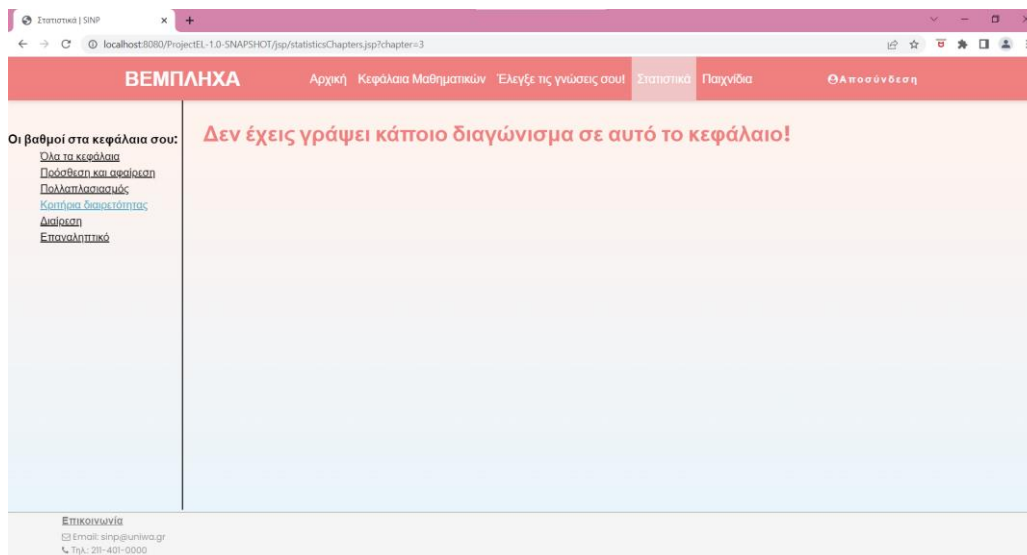 Στατιστικά | SINP
localhost:8080/ProjectEL-1.0-SNAPSHOT/jsp/statisticsChapters.jsp?chapter=3
ΒΕΜΠΛΗΧΑ Αρχική Κεφάλαια Μαθηματικών Έλεγξε τις γνώσεις σου! Στατιστικά Παιχνίδια Αποσύνδεση
Οι βαθμοί στα κεφάλαια σου:
Όλα τα κεφάλαια
Πρόσθεση και αφαίρεση
Πολλαπλασιασμός
Κριτήρια διαιρετότητας
Διαίρεση
Επαναληπτικό
Δεν έχεις γράψει κάποιο διαγώνισμα σε αυτό το κεφάλαιο!
Επικοινωνία
Email: sinp@uniwa.gr
Τηλ.: 211-401-0000